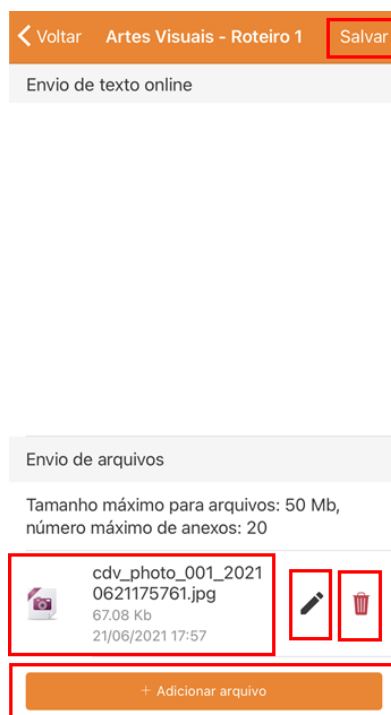 Voltar Artes Visuais - Roteiro 1 Salvar
Envio de texto online
Envio de arquivos
Tamanho máximo para arquivos: 50 Mb,
número máximo de anexos: 20
cdv_photo_001_2021
0621175761.jpg
67.08 Kb
21/06/2021 17:57
+ Adicionar arquivo